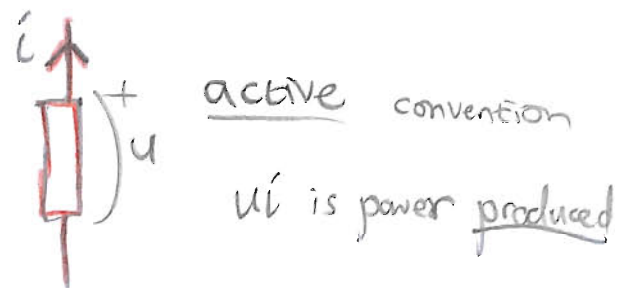 i
+
u
active convention
ui is power produced